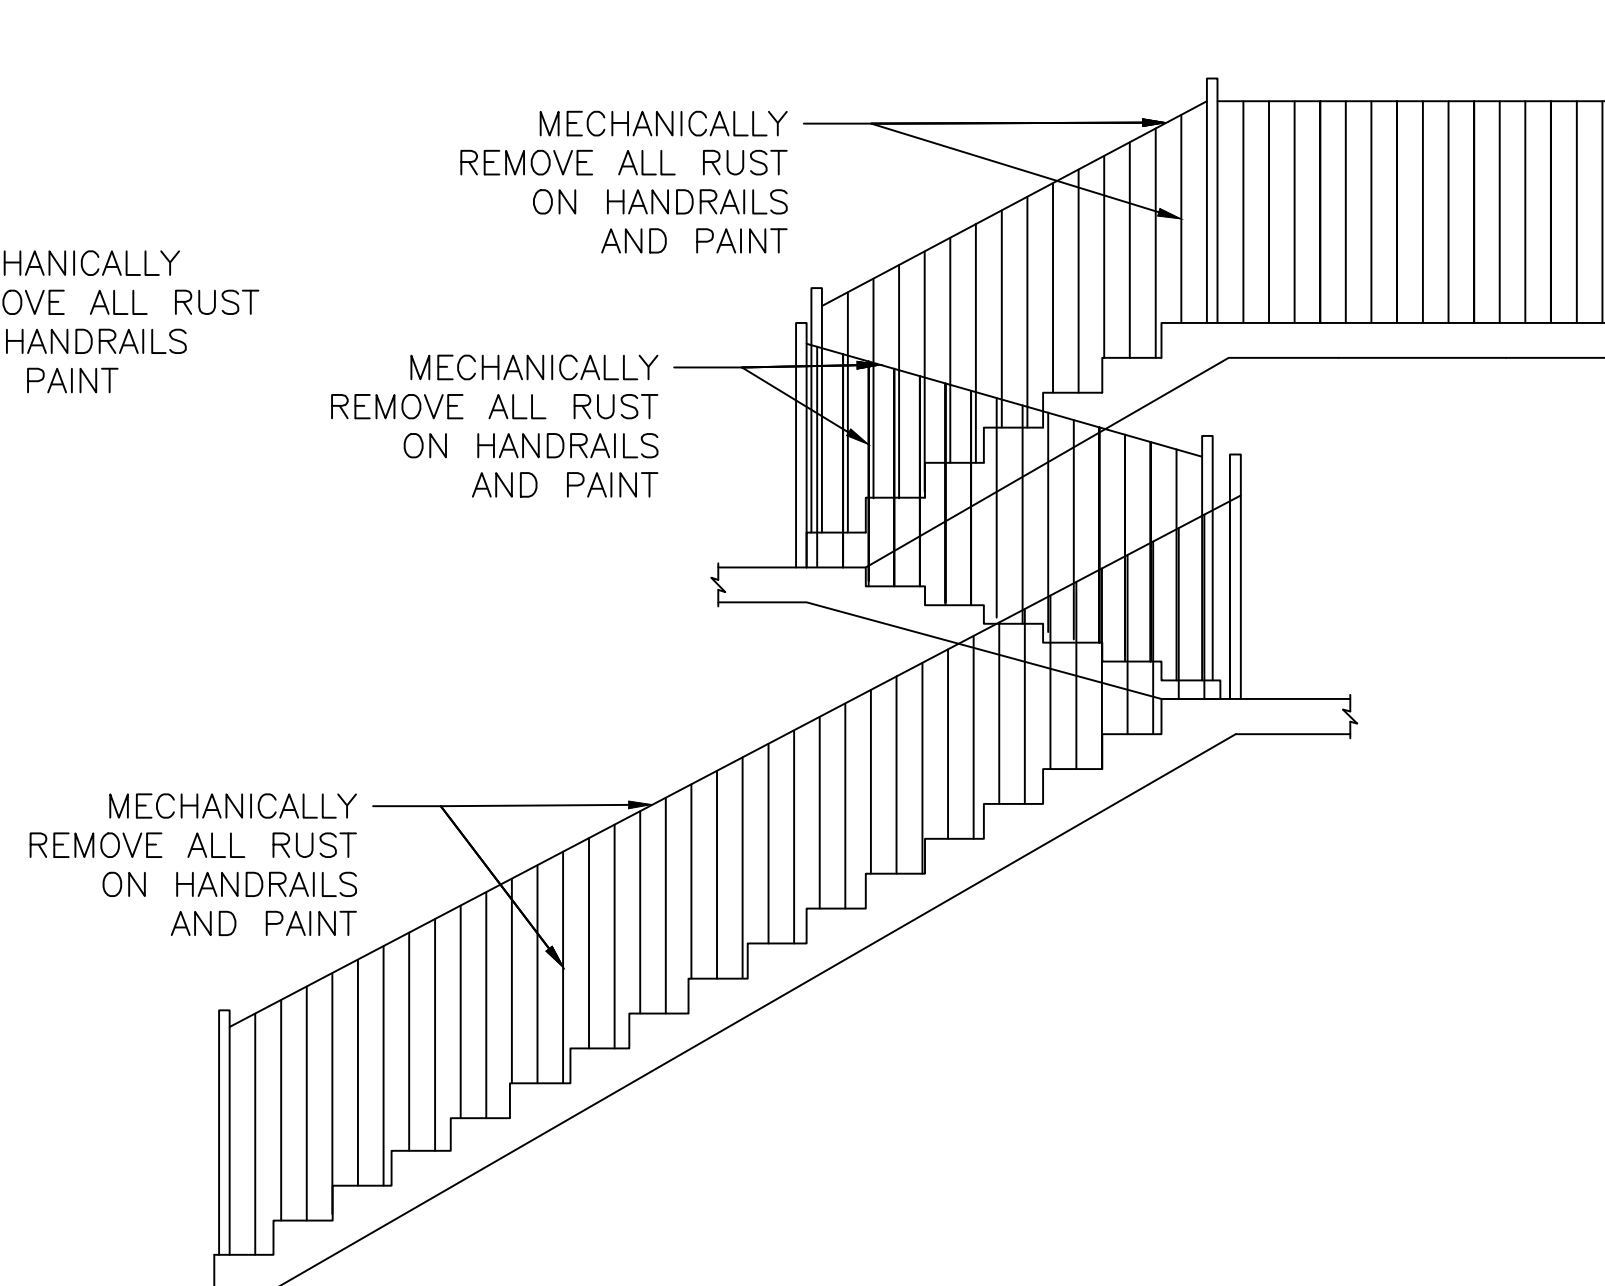 MECHANICALLY
REMOVE ALL RUST
ON HANDRAILS
AND PAINT
HANICALLY
OVE ALL RUST
HANDRAILS
PAINT
MECHANICALLY
REMOVE ALL RUST
ON HANDRAILS
AND PAINT
MECHANICALLY
REMOVE ALL RUST
ON HANDRAILS
AND PAINT